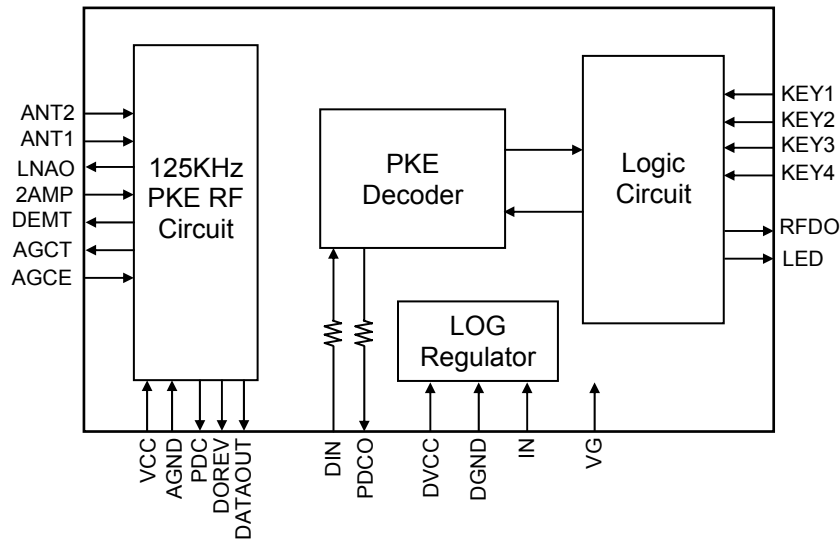 ANT2
ANT1
LNAO
2AMP
DEMT
AGCT
AGCE
125KHz
PKE RF
Circuit
PKE
Decoder
Logic
Circuit
KEY1
KEY2
KEY3
KEY4
RFDO
LED
LOG
Regulator
VCC
AGND
PDC
DOREV
DATAOUT
DIN
PDCO
DVCC
DGND
IN
VG